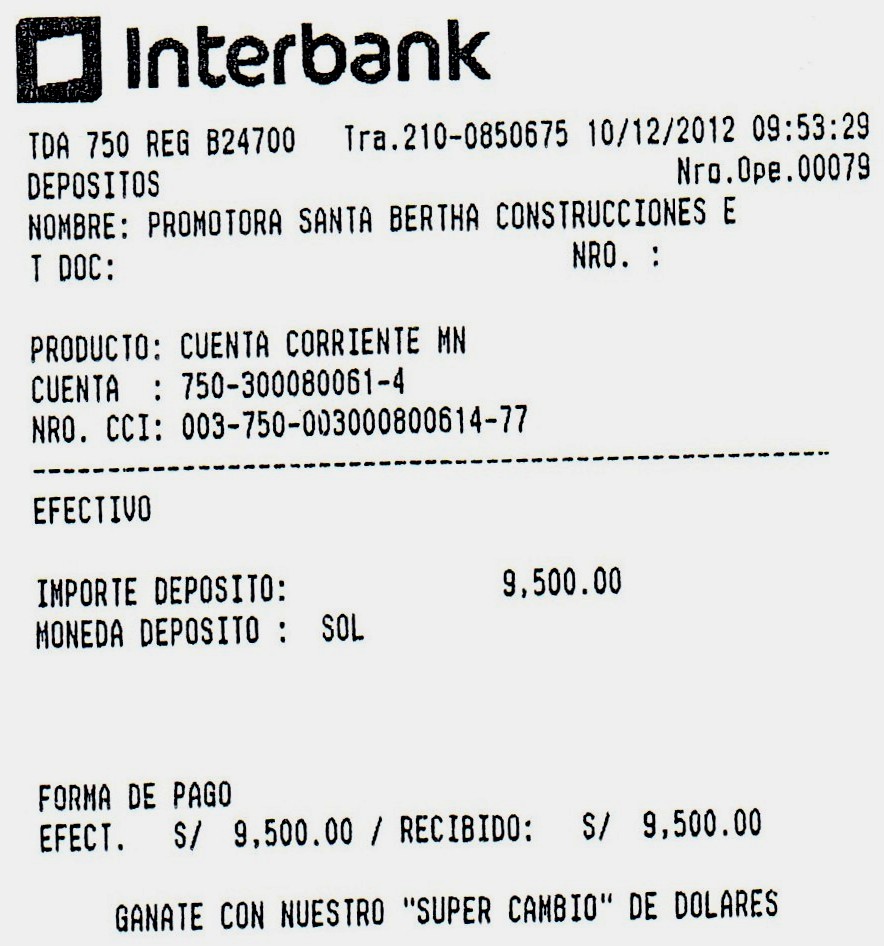 Interbank
TDA 750 REG B24700 Tra.210-0850675 10/12/2012 09:53:29
DEPOSITOS Nro.Ope.00079
NOMBRE: PROMOTORA SANTA BERTHA CONSTRUCCIONES E
T DOC: NRO. :
PRODUCTO: CUENTA CORRIENTE MN
CUENTA : 750-300080061-4
NRO. CCI: 003-750-003000800614-77
EFECTIVO
IMPORTE DEPOSITO: 9,500.00
MONEDA DEPOSITO : SOL
FORMA DE PAGO
EFECT. S/ 9,500.00 / RECIBIDO: S/ 9,500.00
GANATE CON NUESTRO "SUPER CAMBIO" DE DOLARES